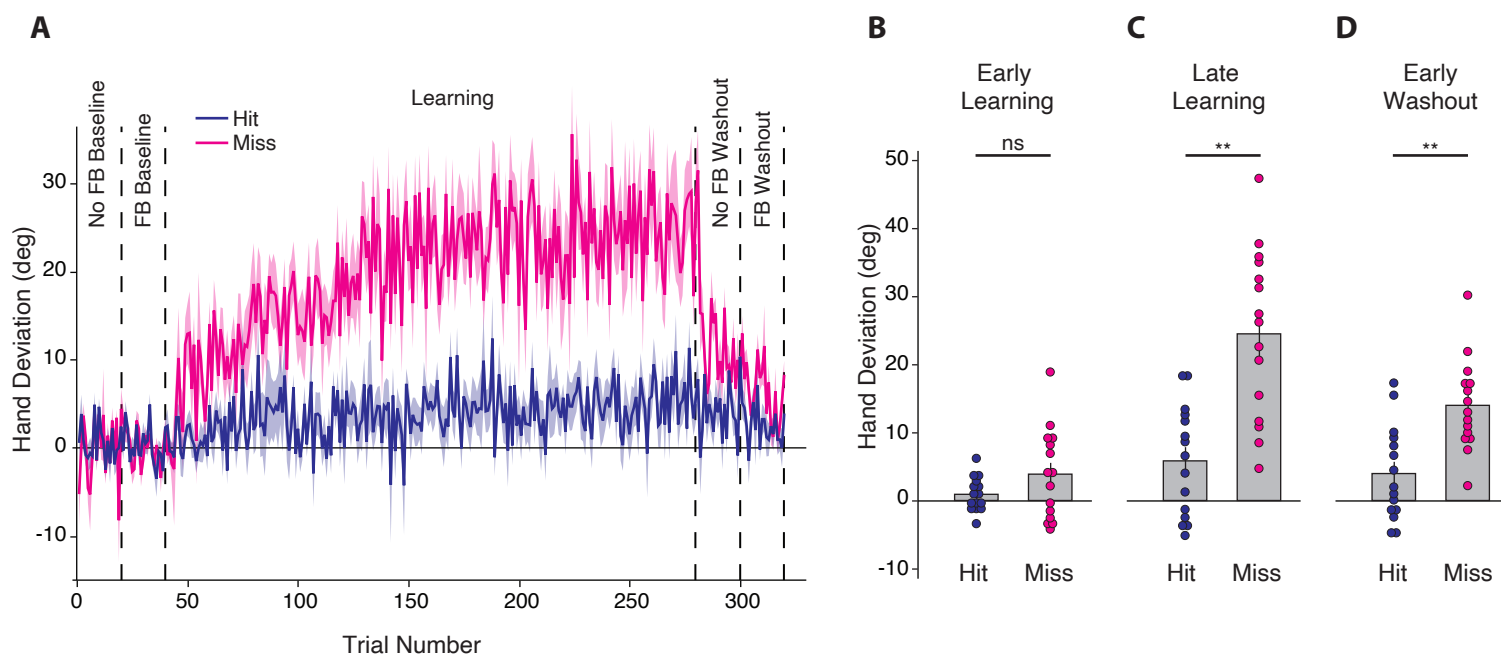 A
No FB Baseline
FB Baseline
Hit
Miss
Learning
No FB Washout
FB Washout
Hand Deviation (deg)
30
20
10
0
-10
0
50
100
150
200
250
300
Trial Number
B
Early
Learning
ns
Hand Deviation (deg)
50
40
30
20
10
0
-10
Hit
Miss
C
Late
Learning
**
Hit
Miss
D
Early
Washout
**
Hit
Miss